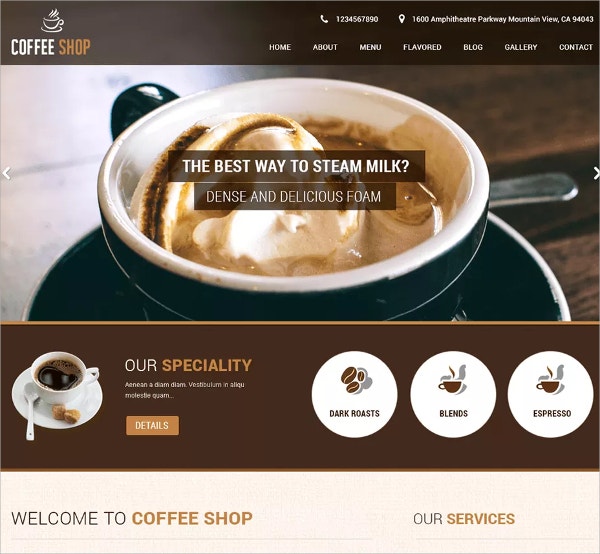 1234567890
1600 Amphitheatre Parkway Mountain View, CA 94043
COFFEE SHOP
HOME ABOUT MENU FLAVORED BLOG GALLERY CONTACT
THE BEST WAY TO STEAM MILK?
DENSE AND DELICIOUS FOAM
OUR SPECIALITY
Aenean a diam diam. Vestibulum in aliqu
molestie quam...
DETAILS
DARK ROASTS
BLENDS
ESPRESSO
WELCOME TO COFFEE SHOP
OUR SERVICES